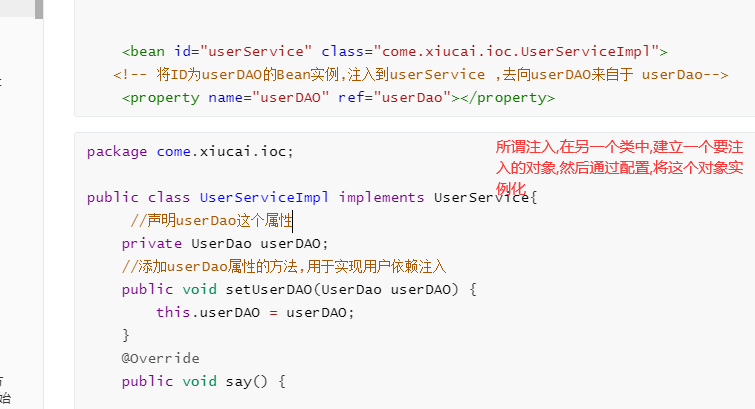 <bean id="userService" class="come.xiucai.ioc.UserServiceImpl">
<!-- 将ID为userDAO的Bean实例,注入到userService ,去向userDAO来自于 userDao-->
<property name="userDAO" ref="userDao"></property>
package come.xiucai.ioc;
所谓注入,在另一个类中,建立一个要注
入的对象,然后通过配置,将这个对象实
例化
public class UserServiceImpl implements UserService{
//声明userDao这个属性
private UserDao userDAO;
//添加userDao属性的方法,用于实现用户依赖注入
public void setUserDAO(UserDao userDAO) {
this.userDAO = userDAO;
}
@Override
public void say() {
始